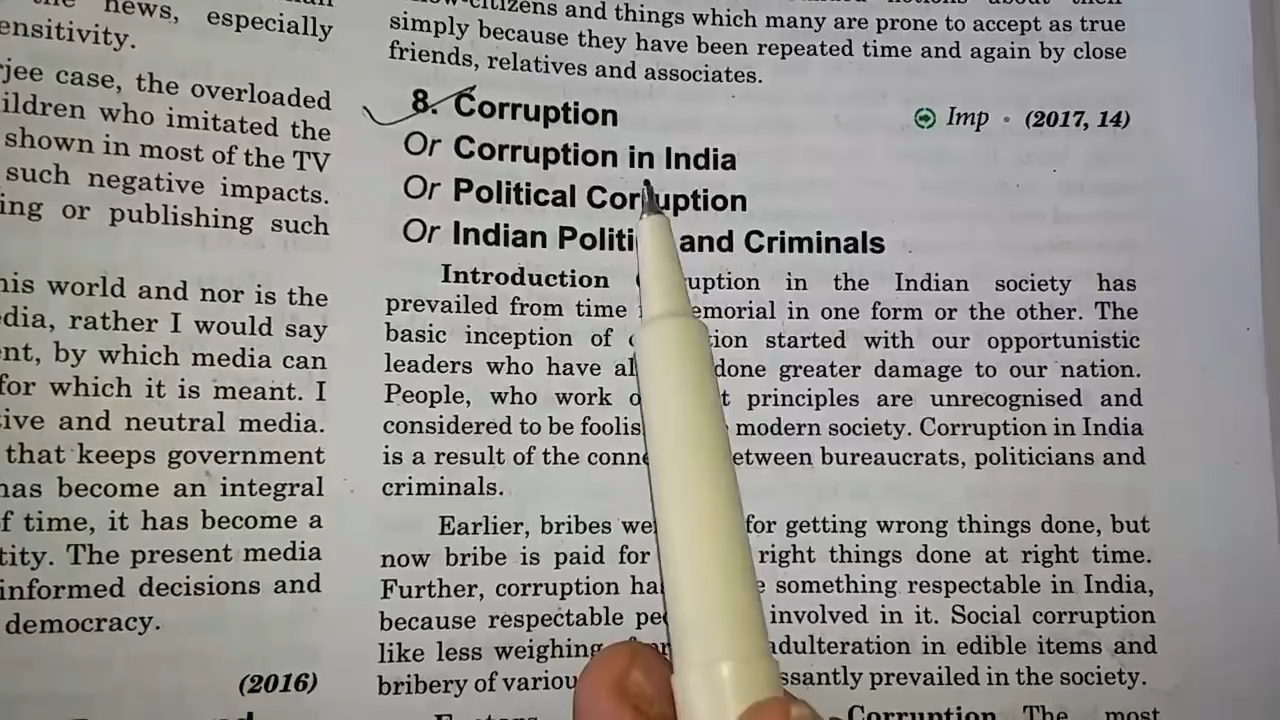 news, especially
ensitivity.
jee case, the overloaded
ildren who imitated the
shown in most of the TV
such negative impacts.
ing or publishing such
his world and nor is the
edia, rather I would say
ent, by which media can
for which it is meant. I
ive and neutral media.
that keeps government
has become an integral
f time, it has become a
tity. The present media
informed decisions and
democracy.
(2016)
citizens and things which many are prone to accept as true
simply because they have been repeated time and again by close
friends, relatives and associates.
8. Corruption Imp • (2017, 14)
Or Corruption in India
Or Political Corruption
Or Indian Politi and Criminals
Introduction uption in the Indian society has
prevailed from time emorial in one form or the other. The
basic inception of tion started with our opportunistic
leaders who have al done greater damage to our nation.
People, who work o t principles are unrecognised and
considered to be foolis modern society. Corruption in India
is a result of the conne etween bureaucrats, politicians and
criminals.
Earlier, bribes we for getting wrong things done, but
now bribe is paid for right things done at right time.
Further, corruption ha e something respectable in India,
because respectable pe involved in it. Social corruption
like less weighing, adulteration in edible items and
bribery of variou ssantly prevailed in the society.
Corruption The most